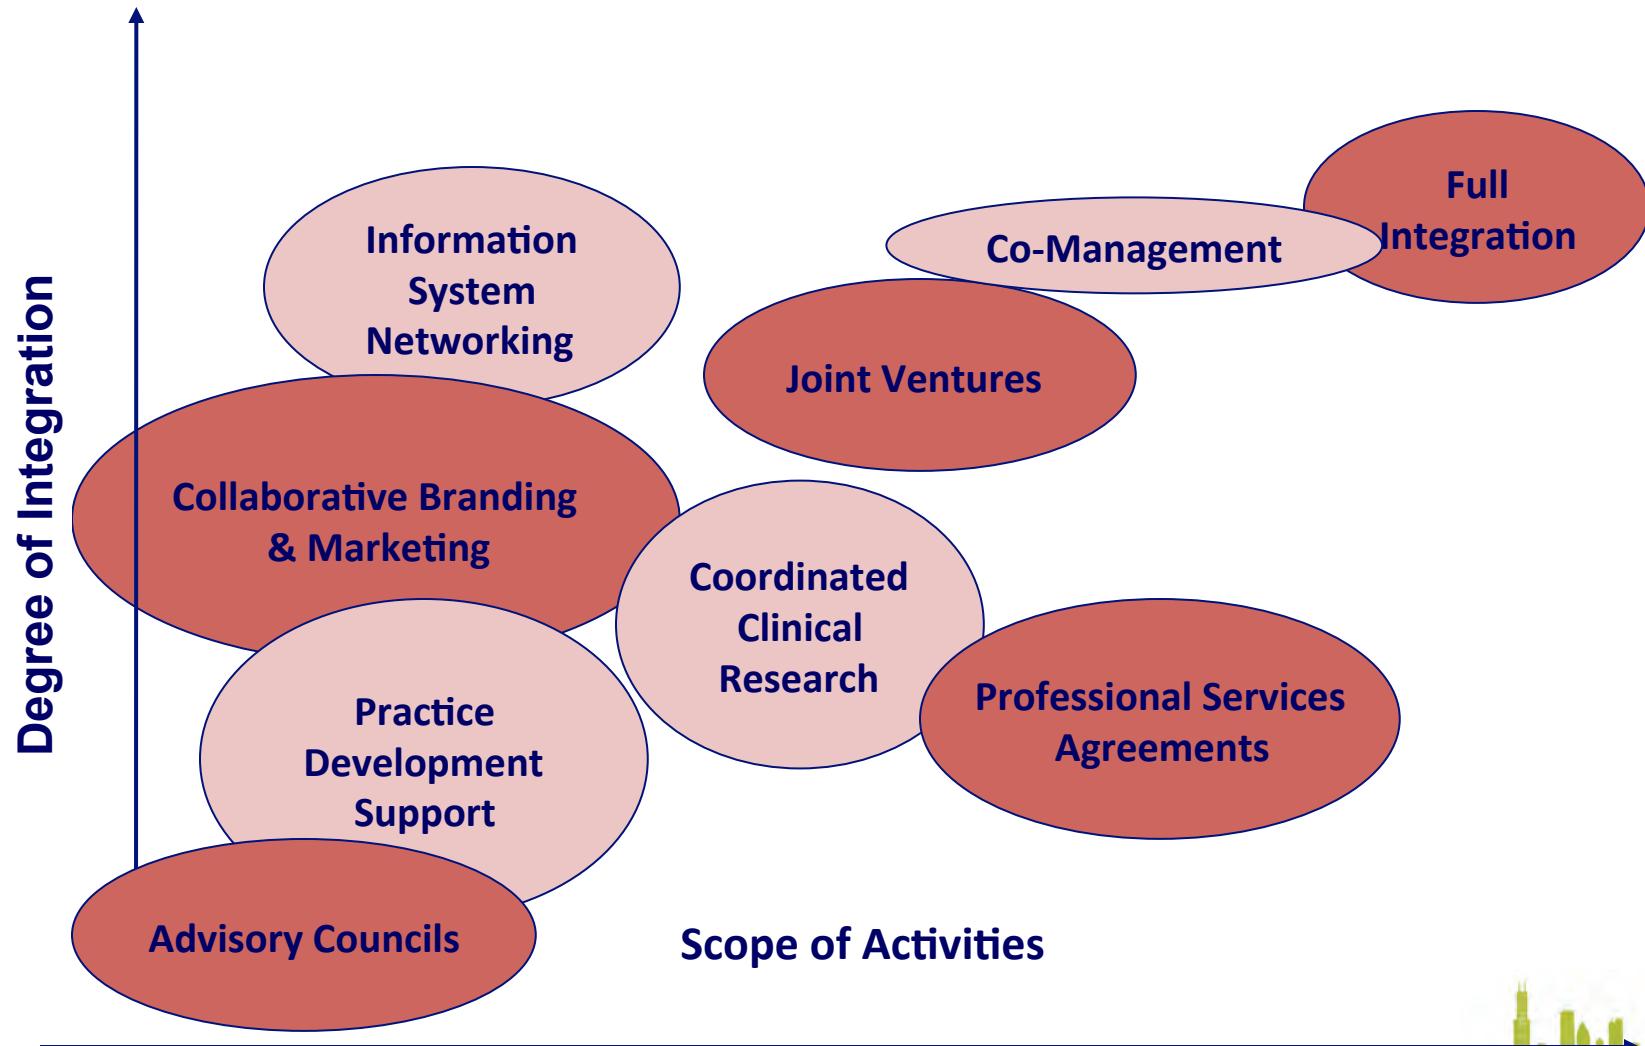 Full
Integration
Information
System
Networking
Co-Management
Joint Ventures
Degree of Integration
Collaborative Branding
& Marketing
Coordinated
Clinical
Research
Professional Services
Agreements
Practice
Development
Support
Advisory Councils
Scope of Activities